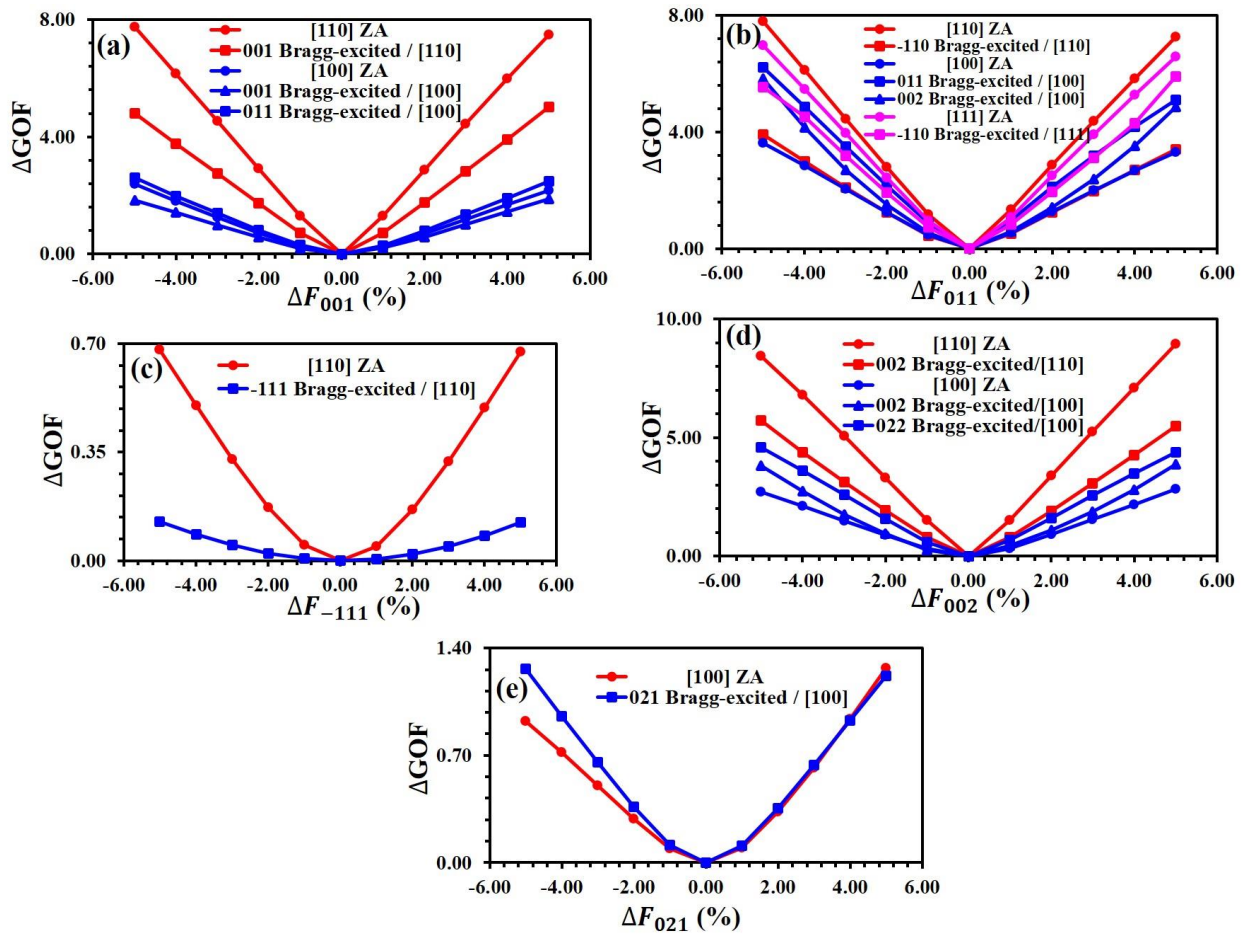 8.00
(a)
[110] ZA
001 Bragg-excited / [110]
[100] ZA
001 Bragg-excited / [100]
011 Bragg-excited / [100]
ΔGOF
4.00
0.00
-6.00 -4.00 -2.00 0.00 2.00 4.00 6.00
ΔF001 (%)
8.00
(b)
[110] ZA
-110 Bragg-excited / [110]
[100] ZA
011 Bragg-excited / [100]
002 Bragg-excited / [100]
[111] ZA
-110 Bragg-excited / [111]
ΔGOF
4.00
0.00
-6.00 -4.00 -2.00 0.00 2.00 4.00 6.00
ΔF011 (%)
0.70
(c)
[110] ZA
-111 Bragg-excited / [110]
ΔGOF
0.35
0.00
-6.00 -4.00 -2.00 0.00 2.00 4.00 6.00
ΔF−111 (%)
10.00
(d)
[110] ZA
002 Bragg-excited/[110]
[100] ZA
002 Bragg-excited/[100]
022 Bragg-excited/[100]
ΔGOF
5.00
0.00
-6.00 -4.00 -2.00 0.00 2.00 4.00 6.00
ΔF002 (%)
1.40
(e)
[100] ZA
021 Bragg-excited / [100]
ΔGOF
0.70
0.00
-6.00 -4.00 -2.00 0.00 2.00 4.00 6.00
ΔF021 (%)